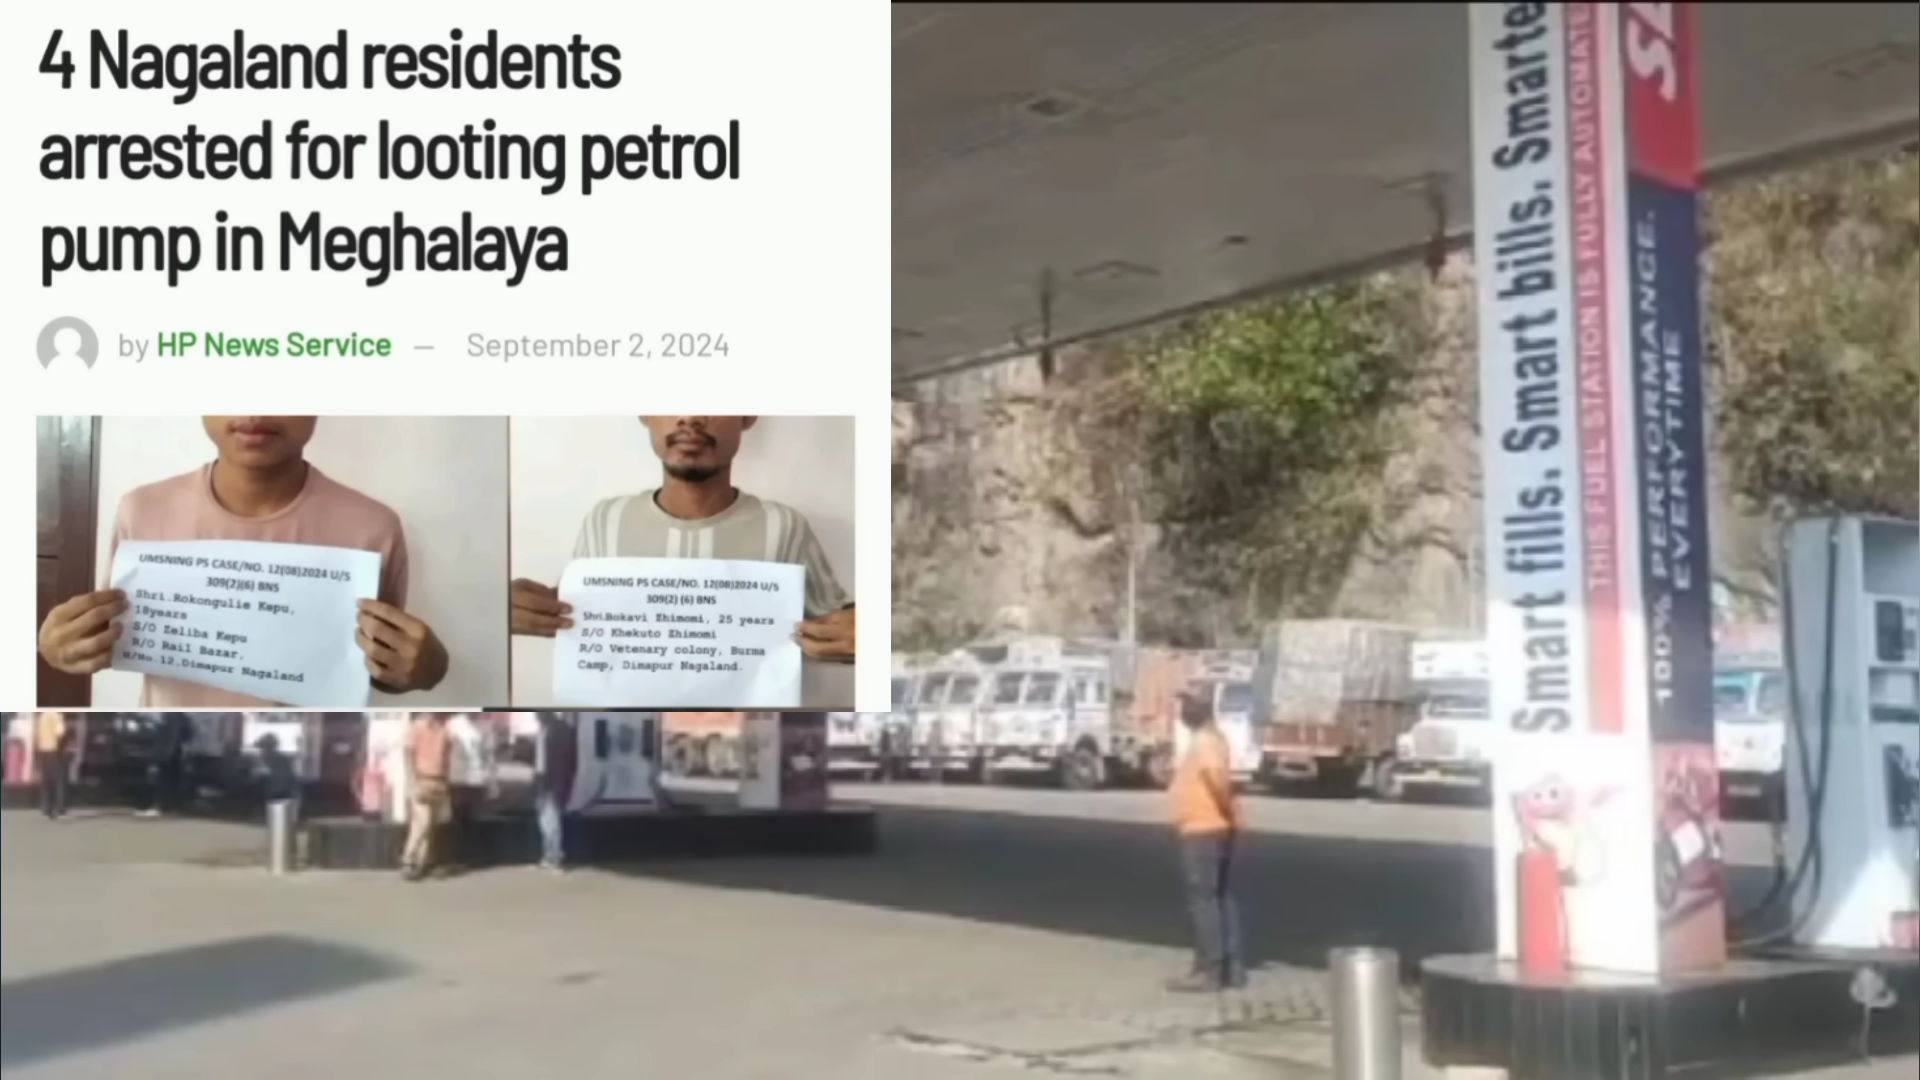 4 Nagaland residents
arrested for looting petrol
pump in Meghalaya
by HP News Service — September 2, 2024
UMSNING PS CASE/NO. 12(08)2024 U/S
309(2)(6) BNS
Shri.Rokongulie Kepu,
18years
S/O Zeliba Kepu
R/O Rail Bazar,
H/No.12.Dimapur Nagaland
UMSNING PS CASE/NO. 12(08)2024 U/S
309(2) (6) BNS
Shri.Bokavi Zhimomi, 25 years
S/O Khekuto Zhimomi
R/O Vetenary colony, Burma
Camp, Dimapur Nagaland.
Smart fills. Smart bills. Smarte
THIS FUEL STATION IS FULLY AUTOMATE
100% PERFORMANCE.
EVERYTIME